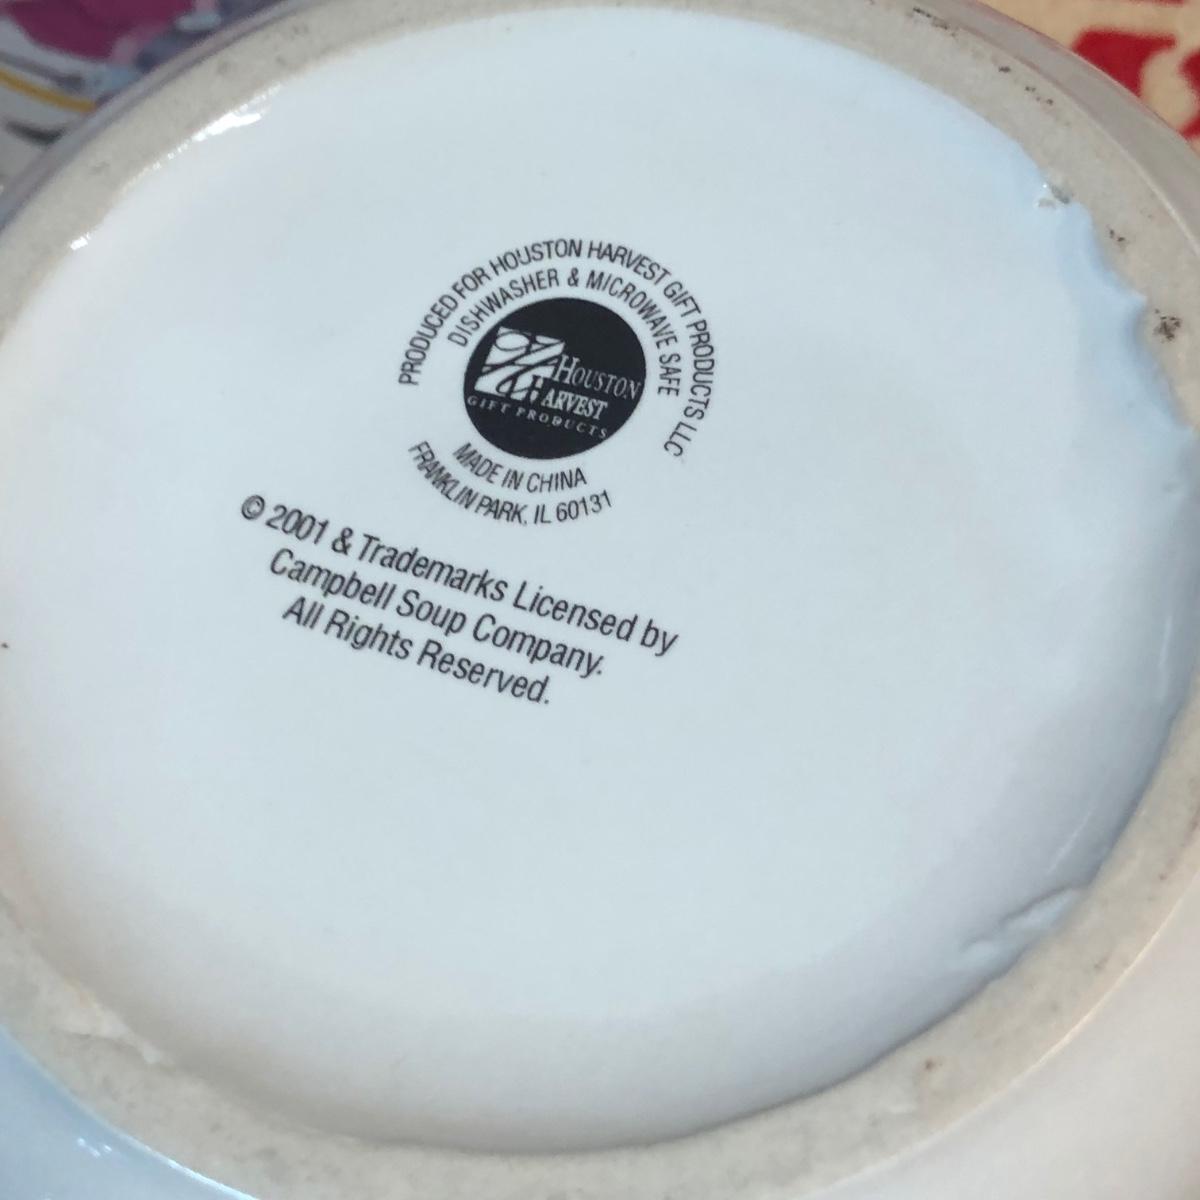 PRODUCED FOR HOUSTON HARVEST GIFT PRODUCTS LLC
DISHWASHER & MICROWAVE SAFE
HOUSTON
HARVEST
GIFT PRODUCTS
MADE IN CHINA
FRANKLIN PARK, IL 60131
© 2001 & Trademarks Licensed by
Campbell Soup Company.
All Rights Reserved.